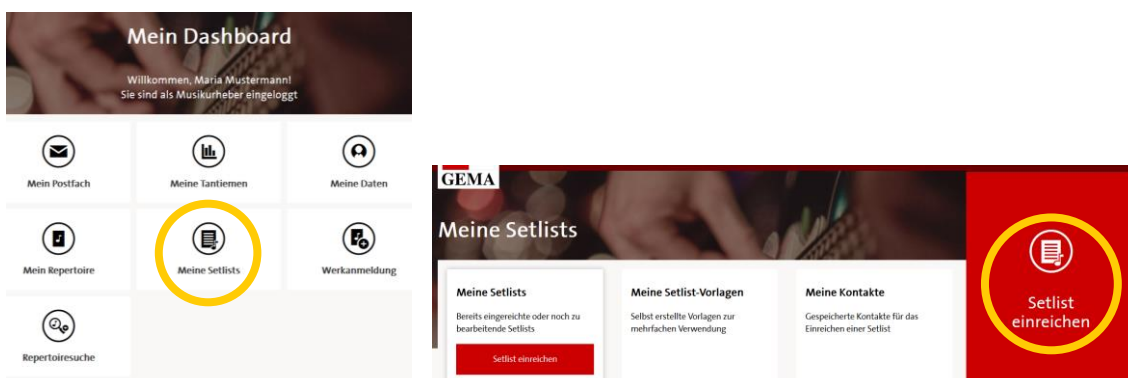 Mein Dashboard
Willkommen, Maria Mustermann!
Sie sind als Musikurheber eingeloggt
Mein Postfach
Meine Tantiemen
Meine Daten
Mein Repertoire
Meine Setlists
Werkanmeldung
Repertoiresuche
GEMA
Meine Setlists
Meine Setlists
Bereits eingereichte oder noch zu
bearbeitende Setlists
Setlist einreichen
Meine Setlist-Vorlagen
Selbst erstellte Vorlagen zur
mehrfachen Verwendung
Meine Kontakte
Gespeicherte Kontakte für das
Einreichen einer Setlist
Setlist
einreichen